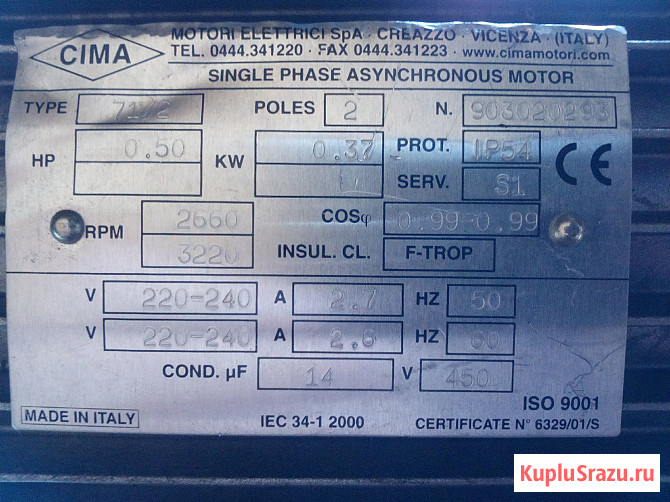 CIMA
MOTORI ELETTRICI SpA - CREAZZO - VICENZA - (ITALY)
TEL. 0444.341220 - FAX 0444.341223 - www.cimamotori.com
SINGLE PHASE ASYNCHRONOUS MOTOR
TYPE 71/2 POLES 2 N. 903020293
HP 0.50 KW 0.37 PROT. IP54 CE
SERV. S1
RPM 2660 COSφ 0.99-0.99
3220 INSUL. CL. F-TROP
V 220-240 A 2.7 HZ 50
V 220-240 A 2.6 HZ 60
COND. µF 14 V 450
ISO 9001
MADE IN ITALY IEC 34-1 2000 CERTIFICATE N° 6329/01/S
KupluSrazu.ru